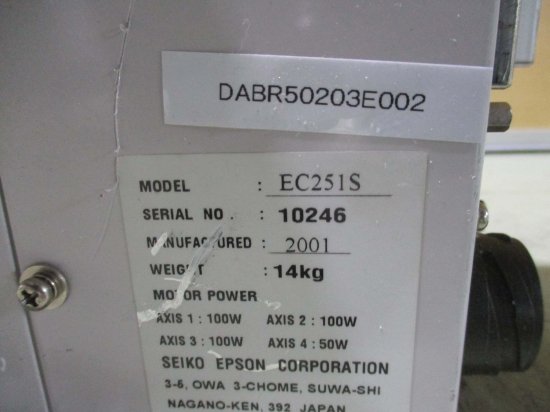 DABR50203E002
MODEL : EC251S
SERIAL NO. : 10246
MANUFACTURED : 2001
WEIGHT : 14kg
MOTOR POWER
AXIS 1 : 100W AXIS 2 : 100W
AXIS 3 : 100W AXIS 4 : 50W
SEIKO EPSON CORPORATION
3-5, OWA 3-CHOME, SUWA-SHI
NAGANO-KEN, 392 JAPAN